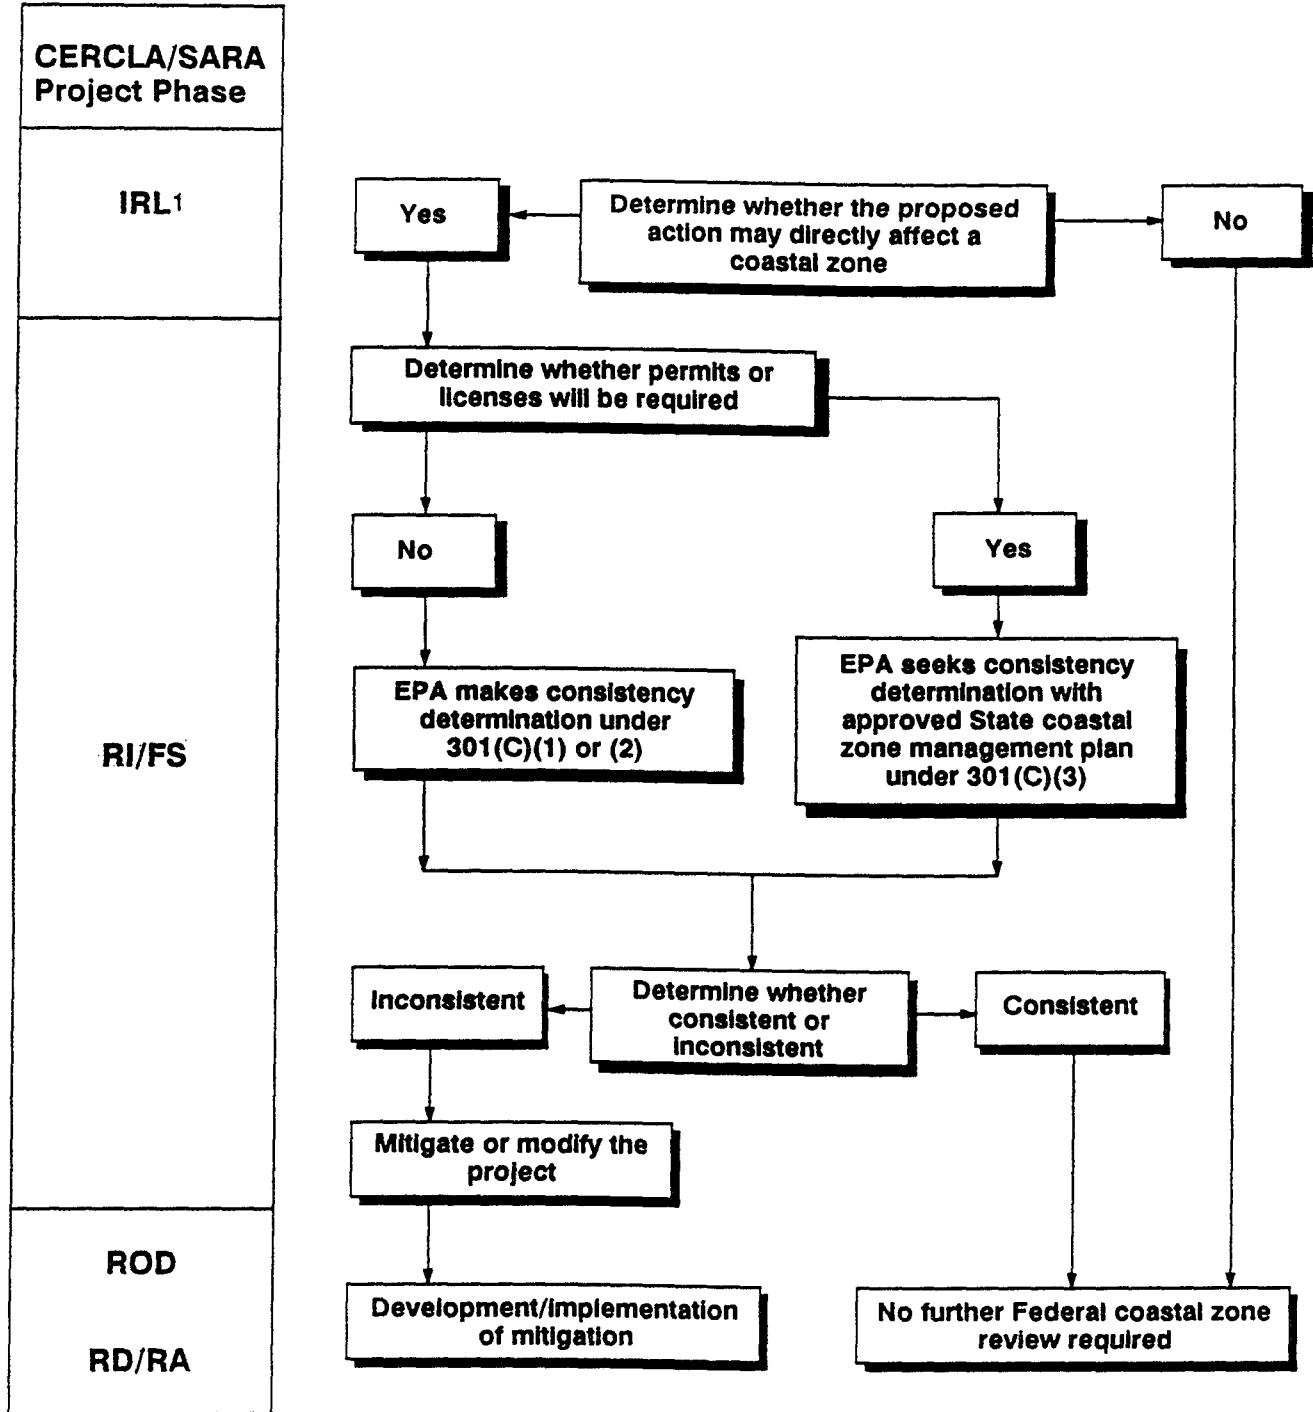 CERCLA/SARA
Project Phase
IRL1
Yes
Determine whether the proposed
action may directly affect a
coastal zone
No
Determine whether permits or
licenses will be required
No
Yes
RI/FS
EPA makes consistency
determination under
301(C)(1) or (2)
EPA seeks consistency
determination with
approved State coastal
zone management plan
under 301(C)(3)
Inconsistent
Determine whether
consistent or
inconsistent
Consistent
Mitigate or modify the
project
ROD
RD/RA
Development/implementation
of mitigation
No further Federal coastal zone
review required